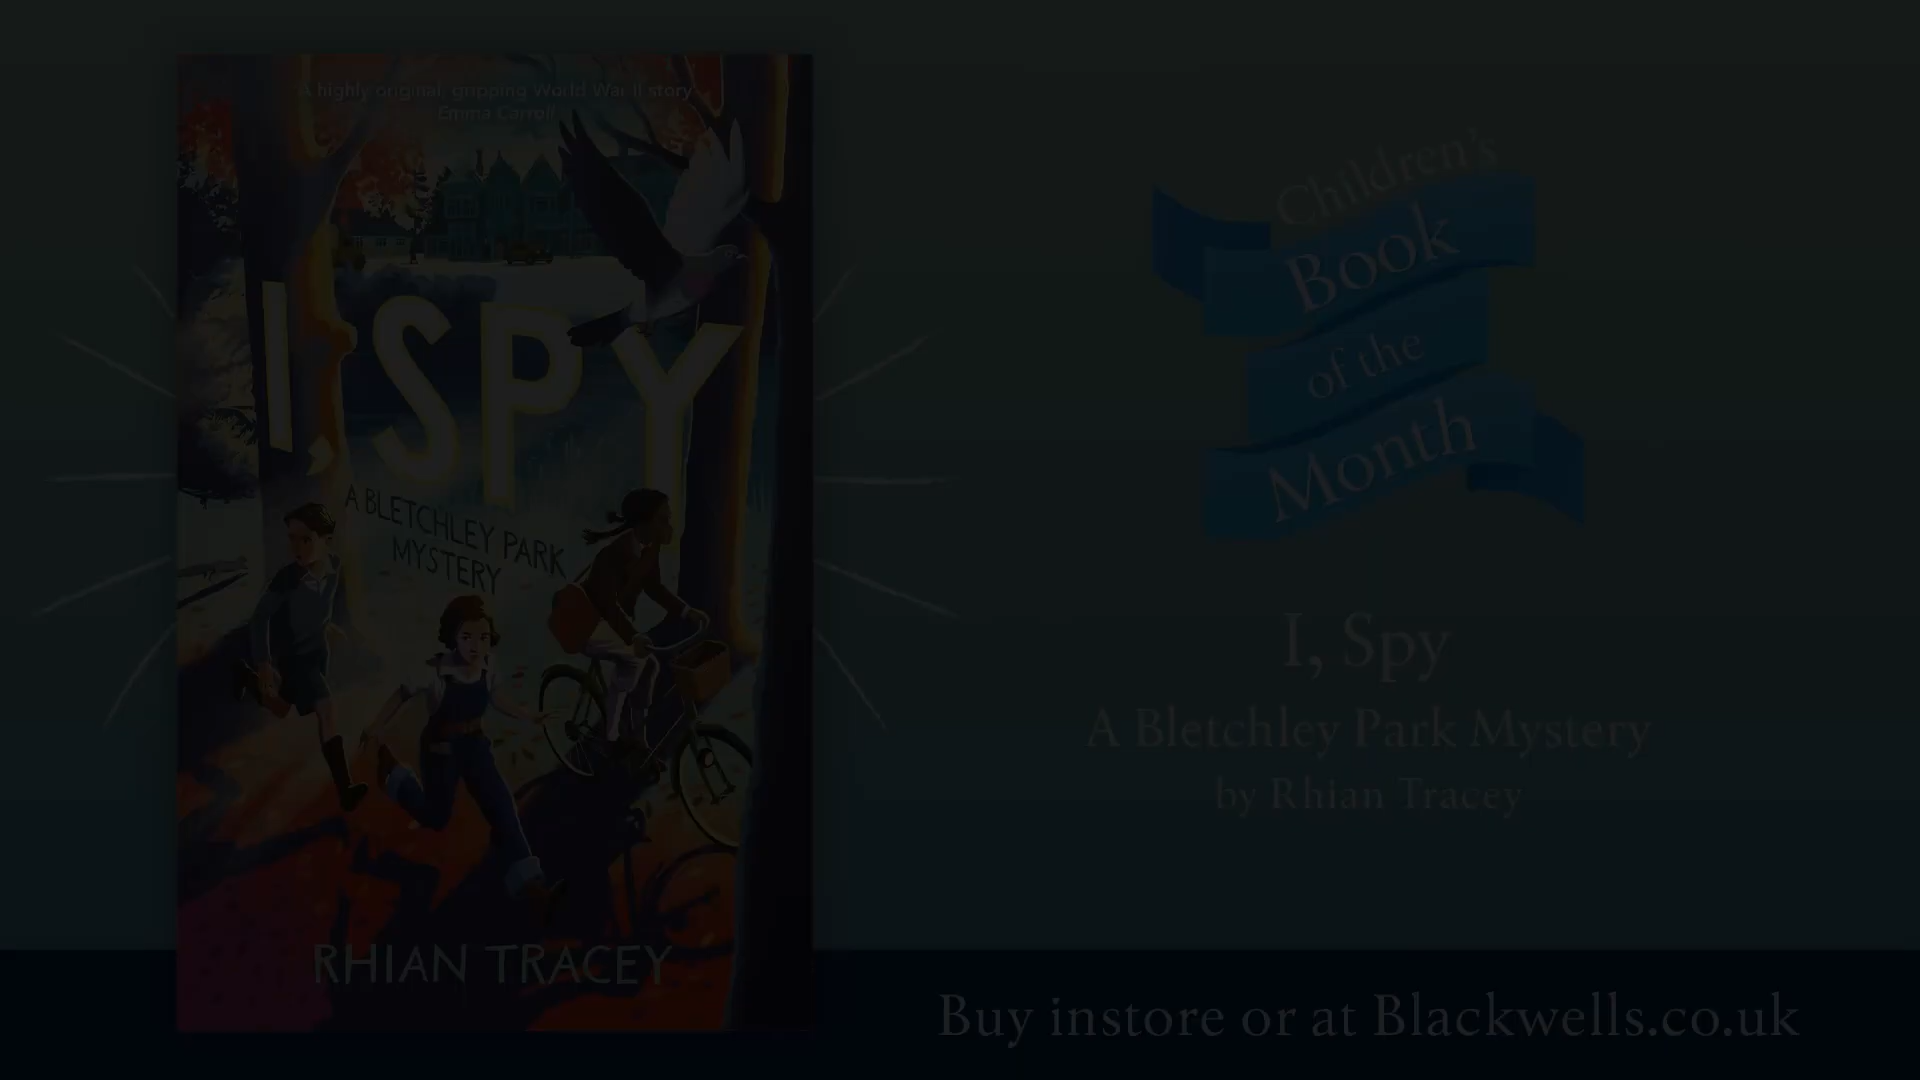 A highly original, gripping World War II story
Emma Carroll
I, SPY
A BLETCHLEY PARK
MYSTERY
RHIAN TRACEY
Children's
Book
of the
Month
I, Spy
A Bletchley Park Mystery
by Rhian Tracey
Buy instore or at Blackwells.co.uk